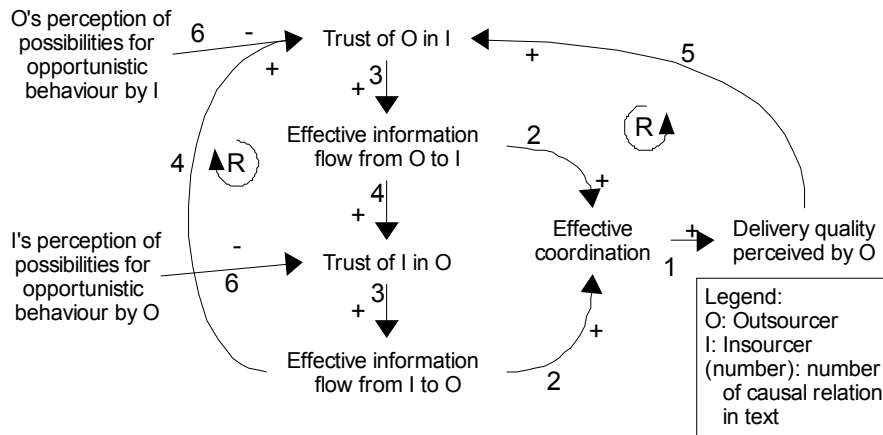 O's perception of
possibilities for
opportunistic
behaviour by I
6
-
+
Trust of O in I
+
5
3
+
Effective information
flow from O to I
2
R
R
4
4
+
+
I's perception of
possibilities for
opportunistic
behaviour by O
-
6
Trust of I in O
Effective
coordination
+
1
Delivery quality
perceived by O
3
+
+
Effective information
flow from I to O
2
Legend:
O: Outsourcer
I: Insourcer
(number): number
of causal relation
in text